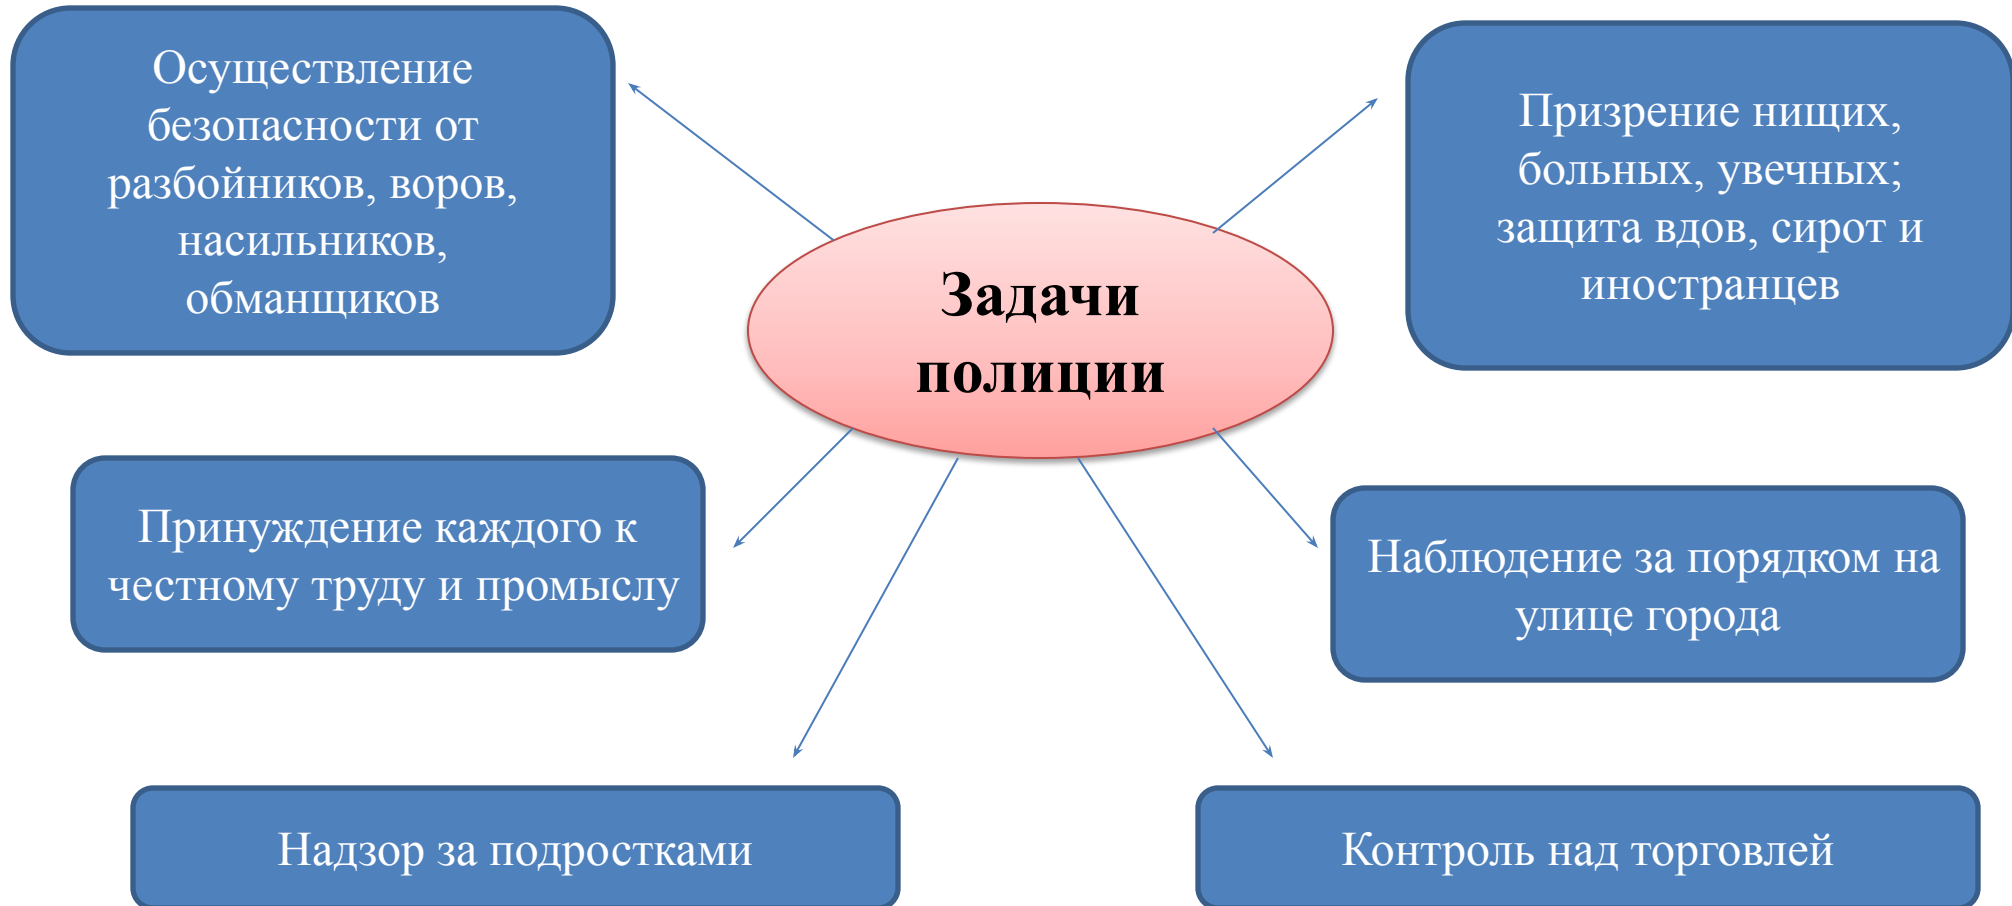 Осуществление
безопасности от
разбойников, воров,
насильников,
обманщиков
Призрение нищих,
больных, увечных;
защита вдов, сирот и
иностранцев
Задачи
полиции
Принуждение каждого к
честному труду и промыслу
Наблюдение за порядком на
улице города
Надзор за подростками
Контроль над торговлей